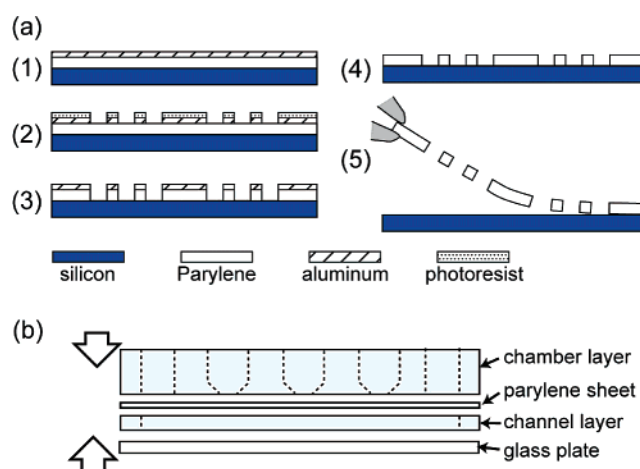 (a)
(1)
(2)
(3)
(4)
(5)
silicon Parylene aluminum photoresist
(b)
chamber layer
parylene sheet
channel layer
glass plate